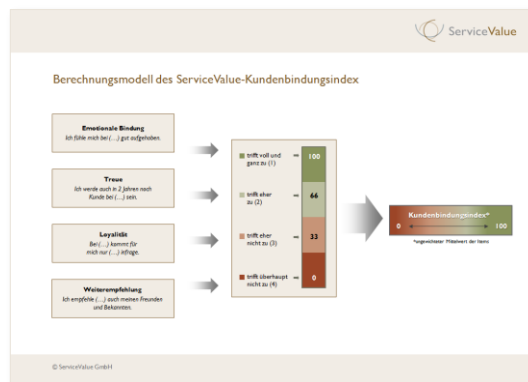 ServiceValue
Berechnungsmodell des ServiceValue-Kundenbindungsindex
Emotionale Bindung
Ich fühle mich bei (...) gut aufgehoben.
Treue
Ich werde auch in 2 Jahren noch
Kunde bei (...) sein.
Loyalität
Bei (...) kommt für
mich nur (...) infrage.
Weiterempfehlung
Ich empfehle (...) auch meinen Freunden
und Bekannten.
trifft voll und
ganz zu (1)
= 100
trifft eher
zu (2)
= 66
trifft eher
nicht zu (3)
= 33
trifft überhaupt
nicht zu (4)
= 0
Kundenbindungsindex*
0 100
*ungewichteter Mittelwert der Items
© ServiceValue GmbH